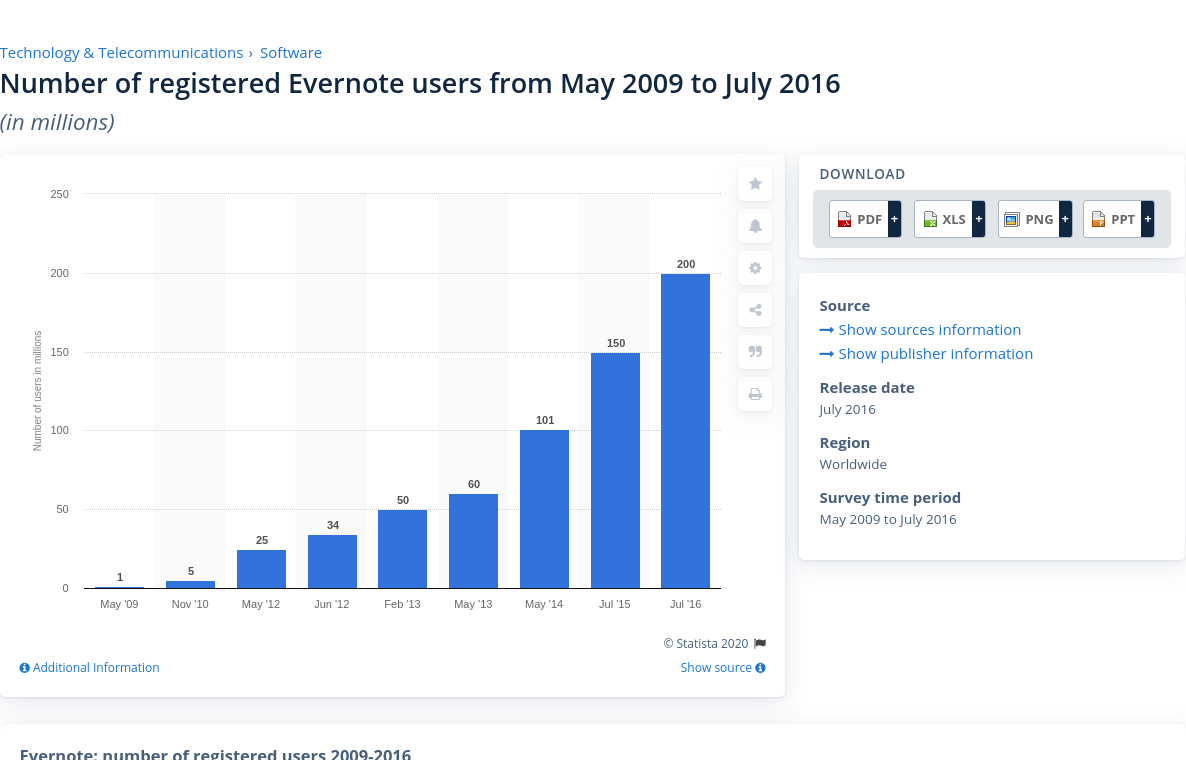 Technology & Telecommunications › Software
Number of registered Evernote users from May 2009 to July 2016
(in millions)
Number of users in millions
250
200
150
100
50
0
1
5
25
34
50
60
101
150
200
May '09
Nov '10
May '12
Jun '12
Feb '13
May '13
May '14
Jul '15
Jul '16
© Statista 2020
Additional Information
Show source
DOWNLOAD
PDF +
XLS +
PNG +
PPT +
Source
Show sources information
Show publisher information
Release date
July 2016
Region
Worldwide
Survey time period
May 2009 to July 2016
Evernote: number of registered users 2009-2016